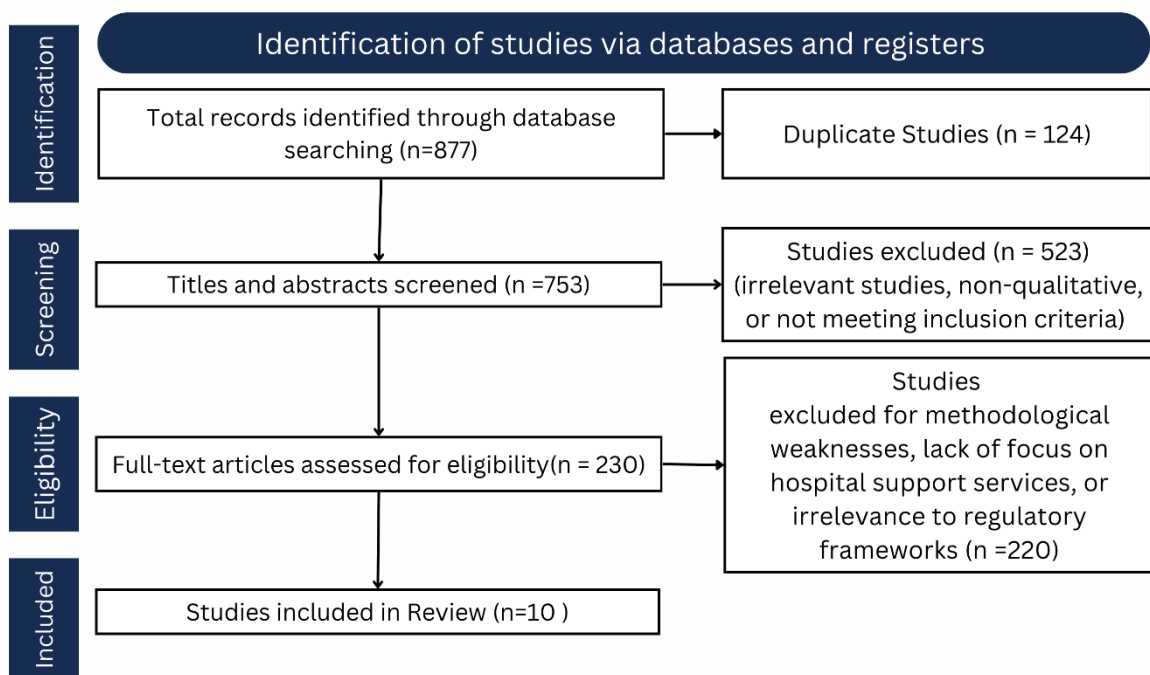 Identification of studies via databases and registers
Identification
Total records identified through database
searching (n=877)
Duplicate Studies (n = 124)
Screening
Titles and abstracts screened (n =753)
Studies excluded (n = 523)
(irrelevant studies, non-qualitative,
or not meeting inclusion criteria)
Eligibility
Full-text articles assessed for eligibility(n = 230)
Studies
excluded for methodological
weaknesses, lack of focus on
hospital support services, or
irrelevance to regulatory
frameworks (n =220)
Included
Studies included in Review (n=10 )